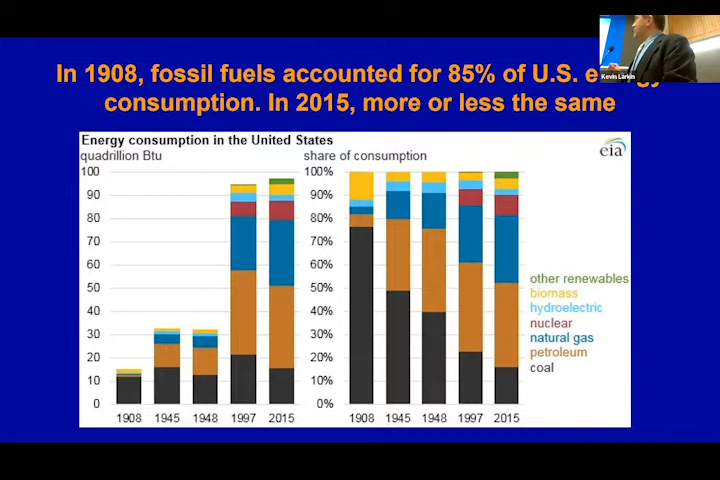 In 1908, fossil fuels accounted for 85% of U.S. energy
consumption. In 2015, more or less the same
Kevin Larkin
Energy consumption in the United States
quadrillion Btu
share of consumption
eia
100
90
80
70
60
50
40
30
20
10
0
1908 1945 1948 1997 2015
100%
90%
80%
70%
60%
50%
40%
30%
20%
10%
0%
1908 1945 1948 1997 2015
other renewables
biomass
hydroelectric
nuclear
natural gas
petroleum
coal